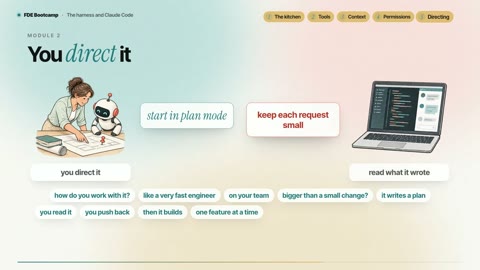 FDE Bootcamp · The harness and Claude Code
The kitchen
Tools
Context
Permissions
Directing
MODULE 2
You direct it
start in plan mode
keep each request
small
you direct it
read what it wrote
how do you work with it?
like a very fast engineer
on your team
bigger than a small change?
it writes a plan
you read it
you push back
then it builds
one feature at a time